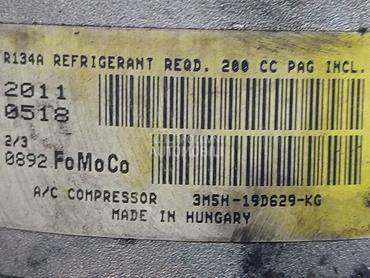 R134A REFRIGERANT REQD. 200 CC PAG INCL.
2011
0518
2/3
0892 FoMoCo
A/C COMPRESSOR 3M5H-19D629-KG
MADE IN HUNGARY